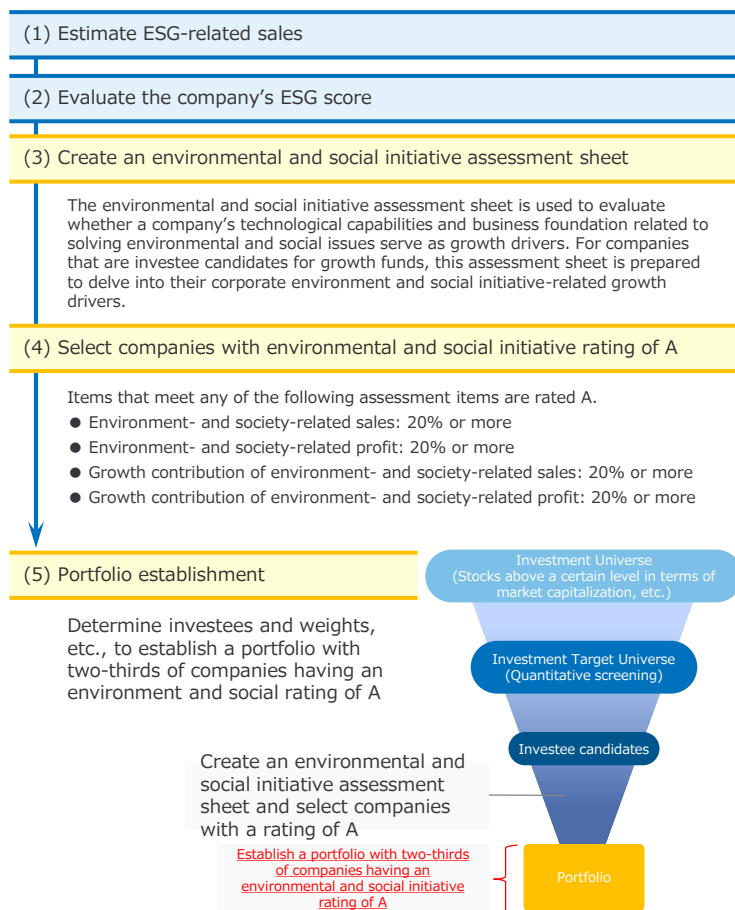 (1) Estimate ESG-related sales
(2) Evaluate the company’s ESG score
(3) Create an environmental and social initiative assessment sheet
The environmental and social initiative assessment sheet is used to evaluate
whether a company’s technological capabilities and business foundation related to
solving environmental and social issues serve as growth drivers. For companies
that are investee candidates for growth funds, this assessment sheet is prepared
to delve into their corporate environment and social initiative-related growth
drivers.
(4) Select companies with environmental and social initiative rating of A
Items that meet any of the following assessment items are rated A.
● Environment- and society-related sales: 20% or more
● Environment- and society-related profit: 20% or more
● Growth contribution of environment- and society-related sales: 20% or more
● Growth contribution of environment- and society-related profit: 20% or more
(5) Portfolio establishment
Determine investees and weights,
etc., to establish a portfolio with
two-thirds of companies having an
environment and social rating of A
Investment Universe
(Stocks above a certain level in terms of
market capitalization, etc.)
Investment Target Universe
(Quantitative screening)
Investee candidates
Create an environmental and
social initiative assessment
sheet and select companies
with a rating of A
Establish a portfolio with two-thirds
of companies having an
environmental and social initiative
rating of A
Portfolio